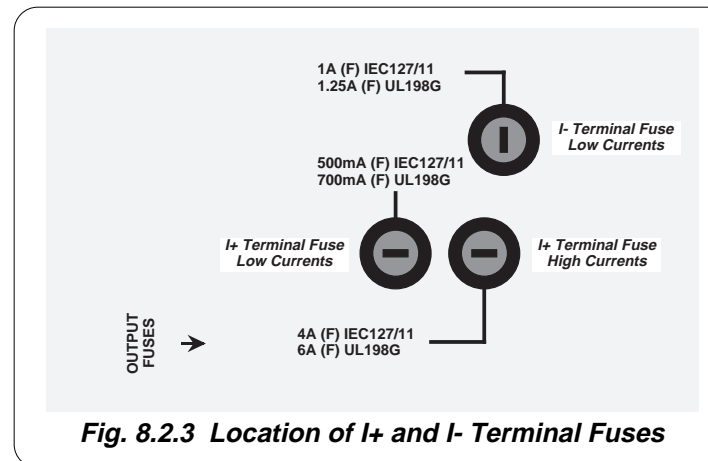 1A (F) IEC127/11
1.25A (F) UL198G
I- Terminal Fuse
Low Currents
500mA (F) IEC127/11
700mA (F) UL198G
I+ Terminal Fuse
Low Currents
I+ Terminal Fuse
High Currents
OUTPUT
FUSES
4A (F) IEC127/11
6A (F) UL198G
Fig. 8.2.3 Location of I+ and I- Terminal Fuses